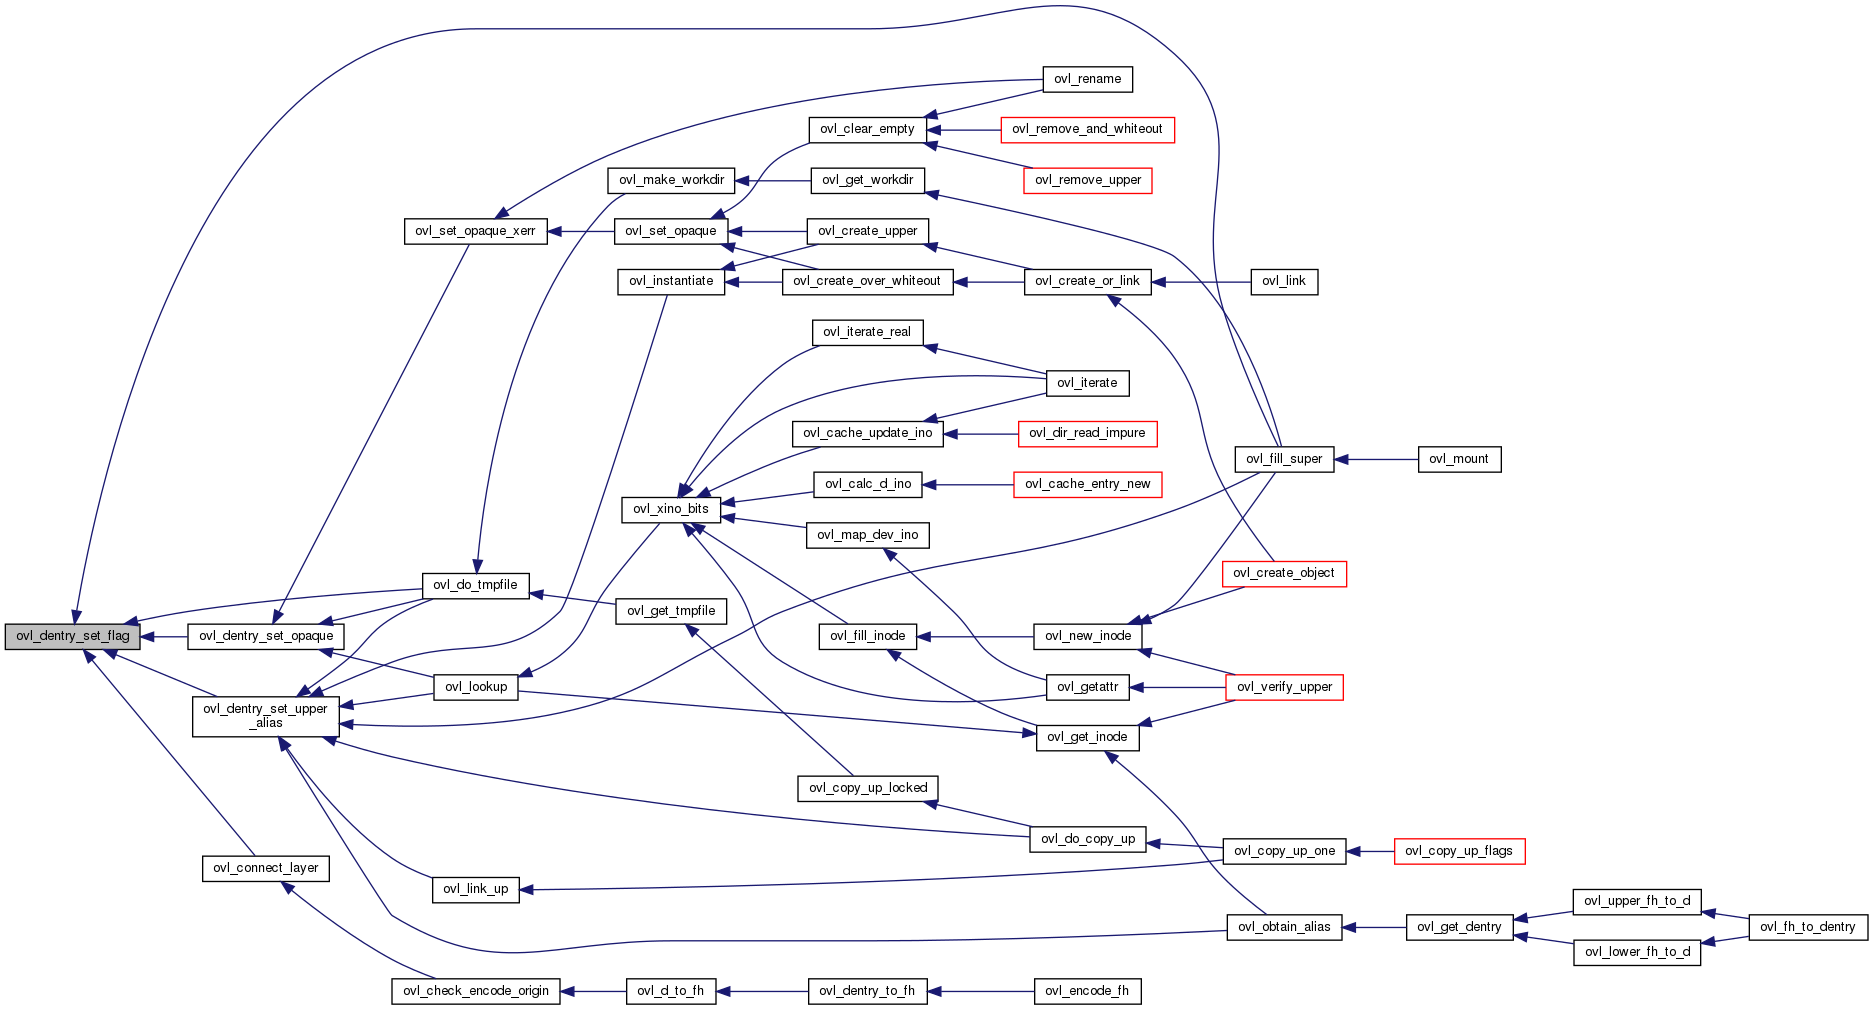 ovl_rename
ovl_clear_empty
ovl_remove_and_whiteout
ovl_make_workdir
ovl_get_workdir
ovl_remove_upper
ovl_set_opaque_xerr
ovl_set_opaque
ovl_create_upper
ovl_instantiate
ovl_create_over_whiteout
ovl_create_or_link
ovl_link
ovl_iterate_real
ovl_iterate
ovl_cache_update_ino
ovl_dir_read_impure
ovl_fill_super
ovl_mount
ovl_calc_d_ino
ovl_cache_entry_new
ovl_xino_bits
ovl_map_dev_ino
ovl_create_object
ovl_do_tmpfile
ovl_get_tmpfile
ovl_dentry_set_flag
ovl_dentry_set_opaque
ovl_fill_inode
ovl_new_inode
ovl_lookup
ovl_getattr
ovl_verify_upper
ovl_dentry_set_upper
_alias
ovl_get_inode
ovl_copy_up_locked
ovl_do_copy_up
ovl_copy_up_one
ovl_copy_up_flags
ovl_connect_layer
ovl_link_up
ovl_upper_fh_to_d
ovl_obtain_alias
ovl_get_dentry
ovl_fh_to_dentry
ovl_lower_fh_to_d
ovl_check_encode_origin
ovl_d_to_fh
ovl_dentry_to_fh
ovl_encode_fh